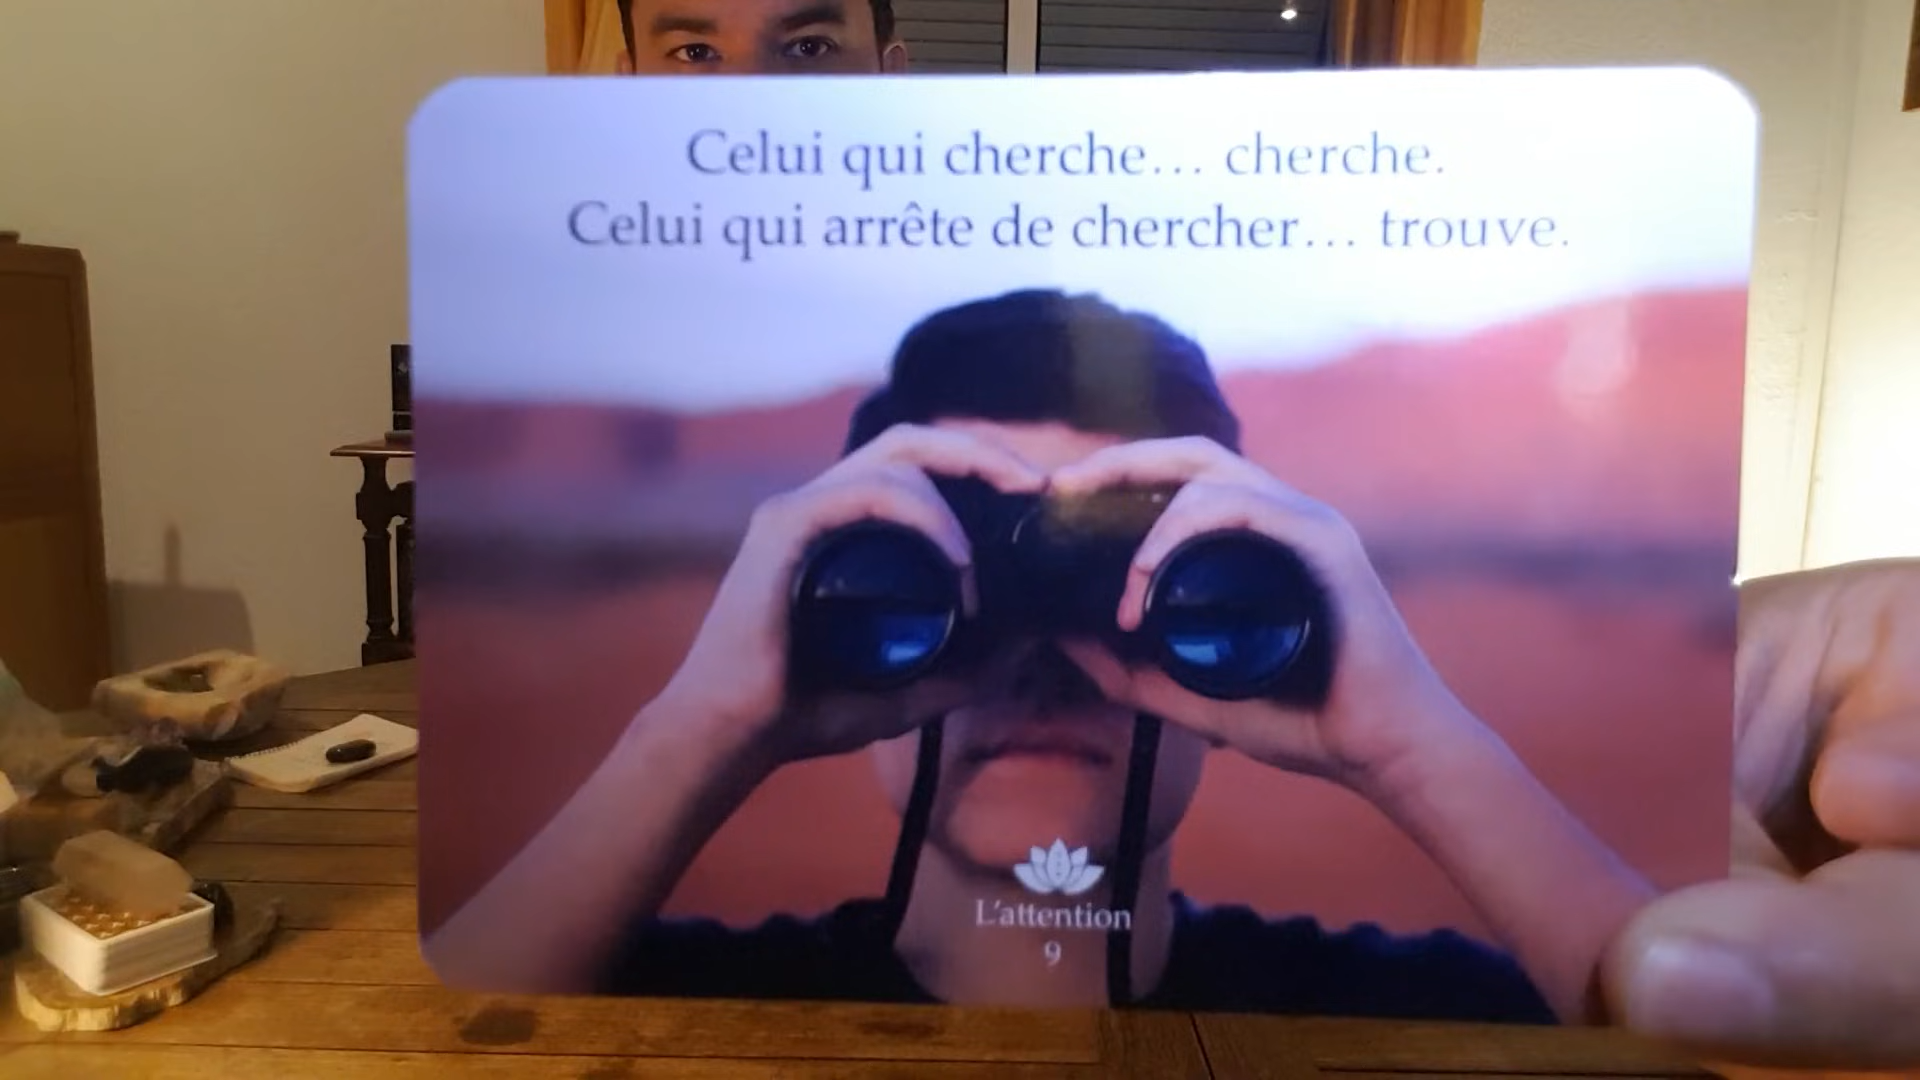 Celui qui cherche... cherche.
Celui qui arrête de chercher... trouve.
L'attention
9